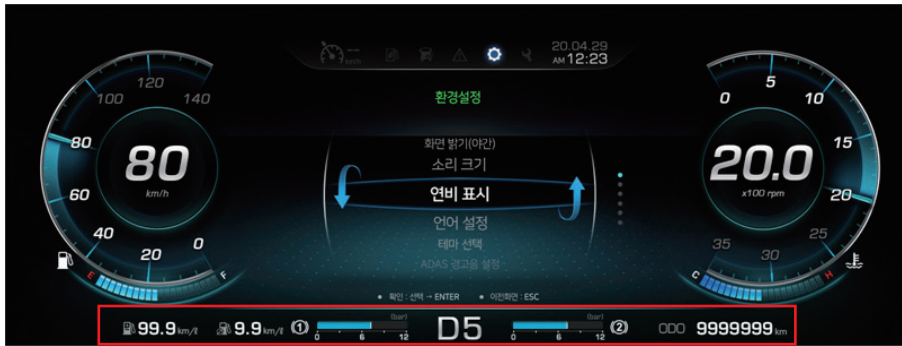 km/h
20.04.29
AM 12:23
환경설정
화면 밝기(야간)
소리 크기
연비 표시
언어 설정
테마 선택
ADAS 경고음 설정
• 확인 : 선택 → ENTER • 이전화면 : ESC
0
20
40
60
80
100
120
140
80
km/h
E
F
0
5
10
15
20
25
30
35
20.0
x100 rpm
C
H
99.9 km/ℓ
9.9 km/ℓ
(1)
(bar)
0 6 12
D5
(bar)
0 6 12
(2)
ODO 9999999 km